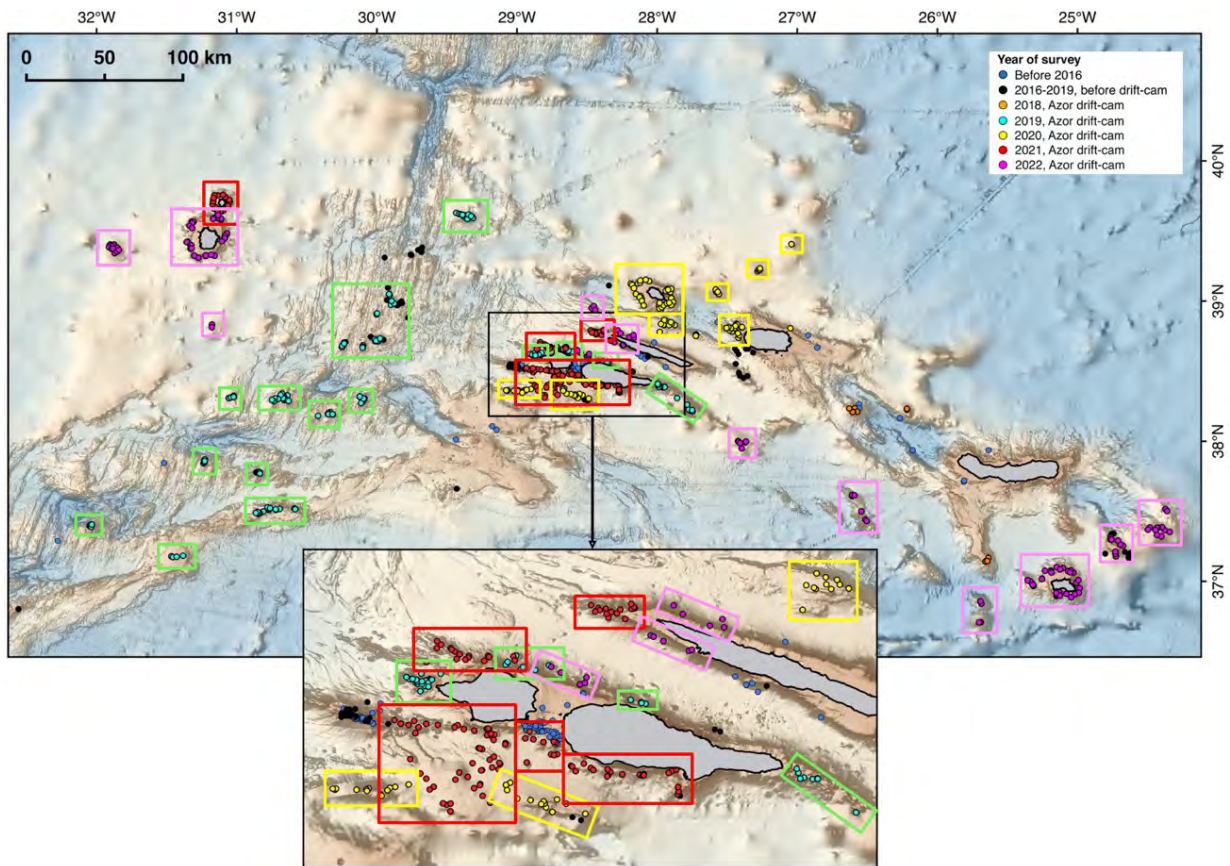 32°W 31°W 30°W 29°W 28°W 27°W 26°W 25°W
0 50 100 km
Year of survey
Before 2016
2016-2019, before drift-cam
2018, Azor drift-cam
2019, Azor drift-cam
2020, Azor drift-cam
2021, Azor drift-cam
2022, Azor drift-cam
40°N
39°N
38°N
37°N